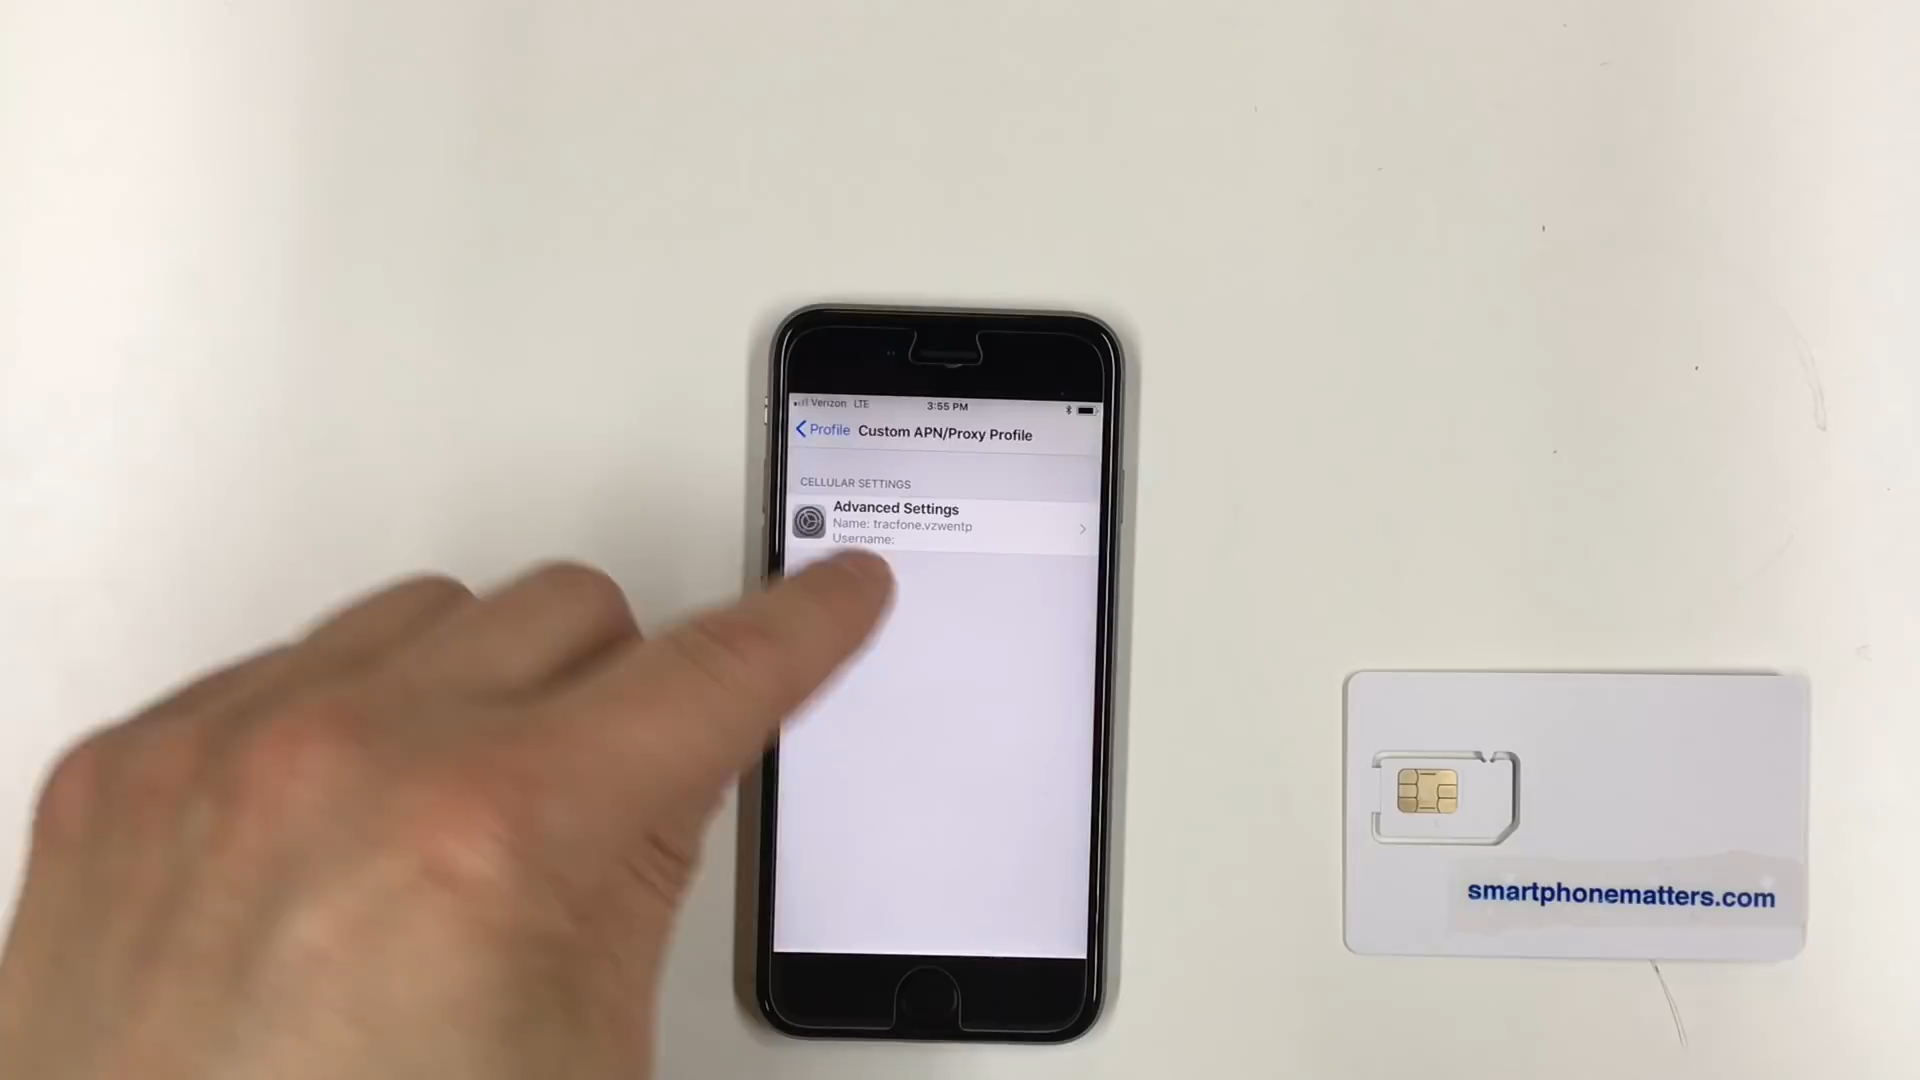 Verizon LTE 3:55 PM
Profile Custom APN/Proxy Profile
CELLULAR SETTINGS
Advanced Settings
Name: tracfone.vzwentp
Username:
smartphonematters.com